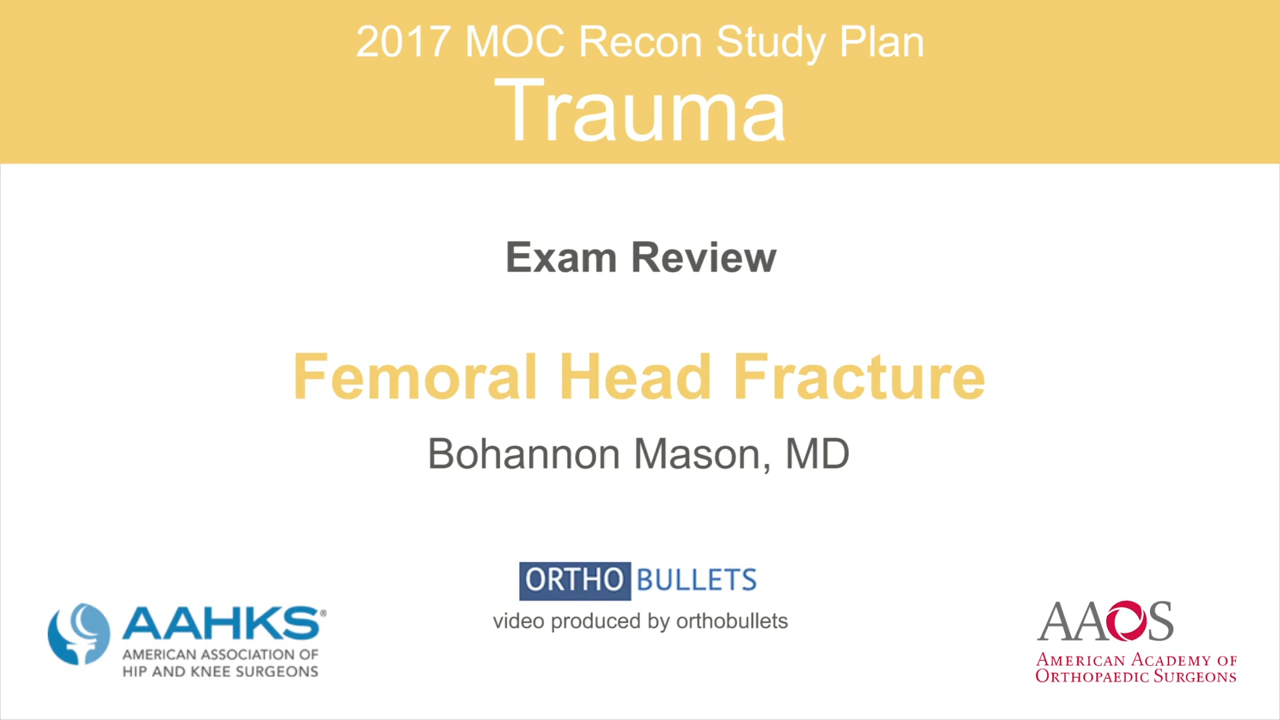 2017 MOC Recon Study Plan
Trauma
Exam Review
Femoral Head Fracture
Bohannon Mason, MD
ORTHO BULLETS
video produced by orthobullets
AAHKS®
AMERICAN ASSOCIATION OF
HIP AND KNEE SURGEONS
AAOS
AMERICAN ACADEMY OF
ORTHOPAEDIC SURGEONS